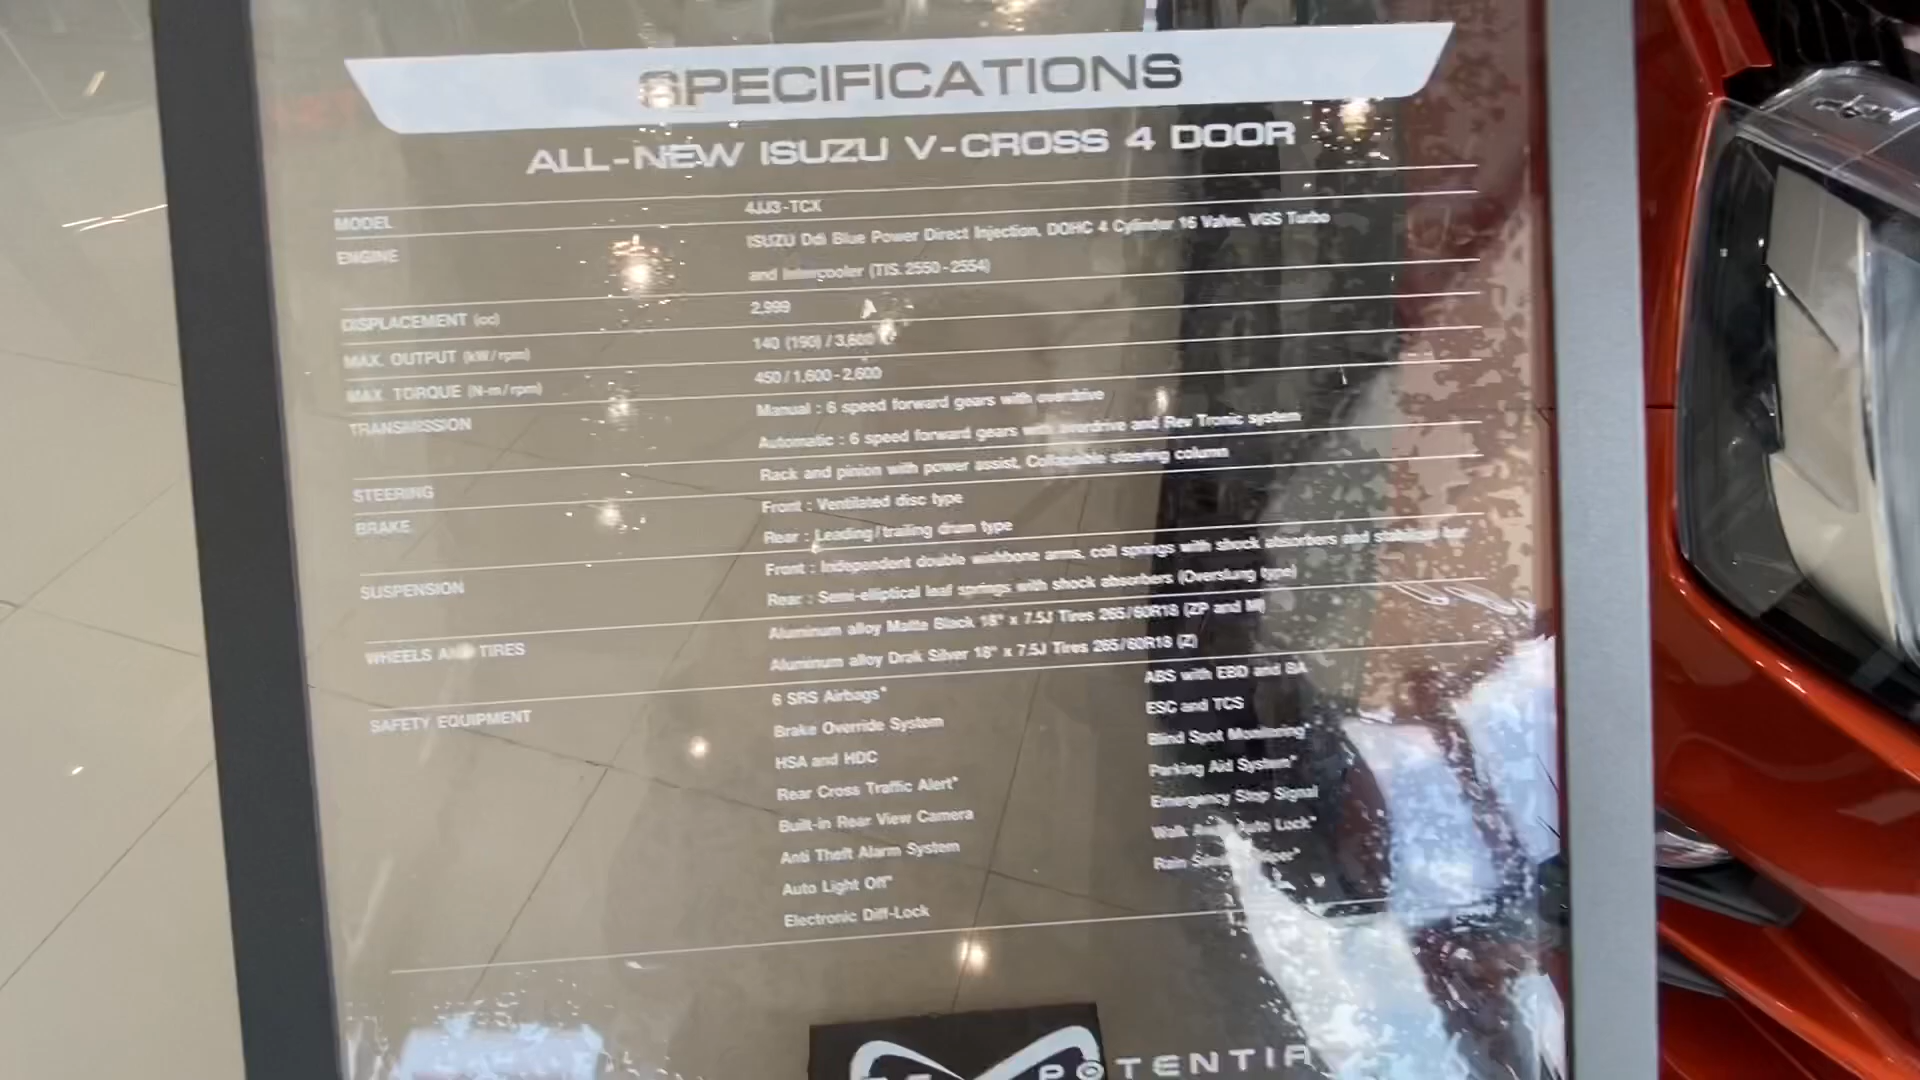 SPECIFICATIONS
ALL-NEW ISUZU V-CROSS 4 DOOR
MODEL 4JJ3-TCX
ENGINE ISUZU Ddi Blue Power Direct Injection, DOHC 4 Cylinder 16 Valve, VGS Turbo
and Intercooler (TIS. 2550-2554)
DISPLACEMENT (cc) 2,999
MAX. OUTPUT (kW/rpm) 140 (190) / 3,600
MAX. TORQUE (N-m/rpm) 450 / 1,600-2,600
TRANSMISSION Manual : 6 speed forward gears with overdrive
Automatic : 6 speed forward gears with overdrive and Rev Tronic system
STEERING Rack and pinion with power assist, Collapsible steering column
BRAKE Front : Ventilated disc type
Rear : Leading/trailing drum type
SUSPENSION Front : Independent double wishbone arms, coil springs with shock absorbers and stabilizer bar
Rear : Semi-elliptical leaf springs with shock absorbers (Overslung type)
WHEELS AND TIRES Aluminum alloy Matte Black 18" x 7.5J Tires 265/60R18 (ZP and M)
Aluminum alloy Drak Silver 18" x 7.5J Tires 265/60R18 (Z)
SAFETY EQUIPMENT 6 SRS Airbags* ABS with EBD and BA
Brake Override System ESC and TCS
HSA and HDC Blind Spot Monitoring*
Rear Cross Traffic Alert* Parking Aid System*
Built-in Rear View Camera Emergency Stop Signal
Anti Theft Alarm System Walk Auto Lock*
Auto Light Off* Rain
Electronic Diff-Lock